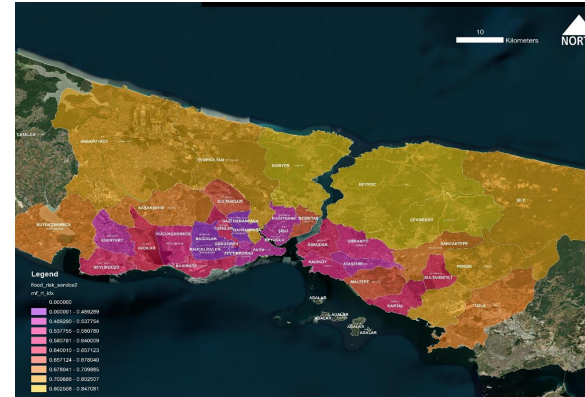 10
Kilometers
NORT
CATALCA
ARNAVUTKOY
EYUPSULTAN
SARIYER
BEYKOZ
SILE
CEKMEKOY
BASAKSEHIR
SULTANGAZI
BUYUKCEKMECE
ESENYURT
KUCUKCEKMECE
GAZIOSMANPASA
ESENLER
BAGCILAR
GUNGOREN
KAGITHANE
BESIKTAS
SISLI
BEYOGLU
AVCILAR
BAHCELIEVLER
ZEYTINBURNU
FATIH
USKUDAR
UMRANIYE
SANCAKTEPE
BEYLIKDUZU
KADIKOY
ATASEHIR
PENDIK
SULTANBEYLI
MALTEPE
KARTAL
TUZLA
ADALAR
ADALAR
ADALAR
ADALAR
Legend
flood_risk_service2
0.000000
0.000001 - 0.489289
0.489290 - 0.537754
0.537755 - 0.580780
0.580781 - 0.640009
0.640010 - 0.657123
0.657124 - 0.678040
0.678041 - 0.709885
0.709886 - 0.802507
0.802508 - 0.847081